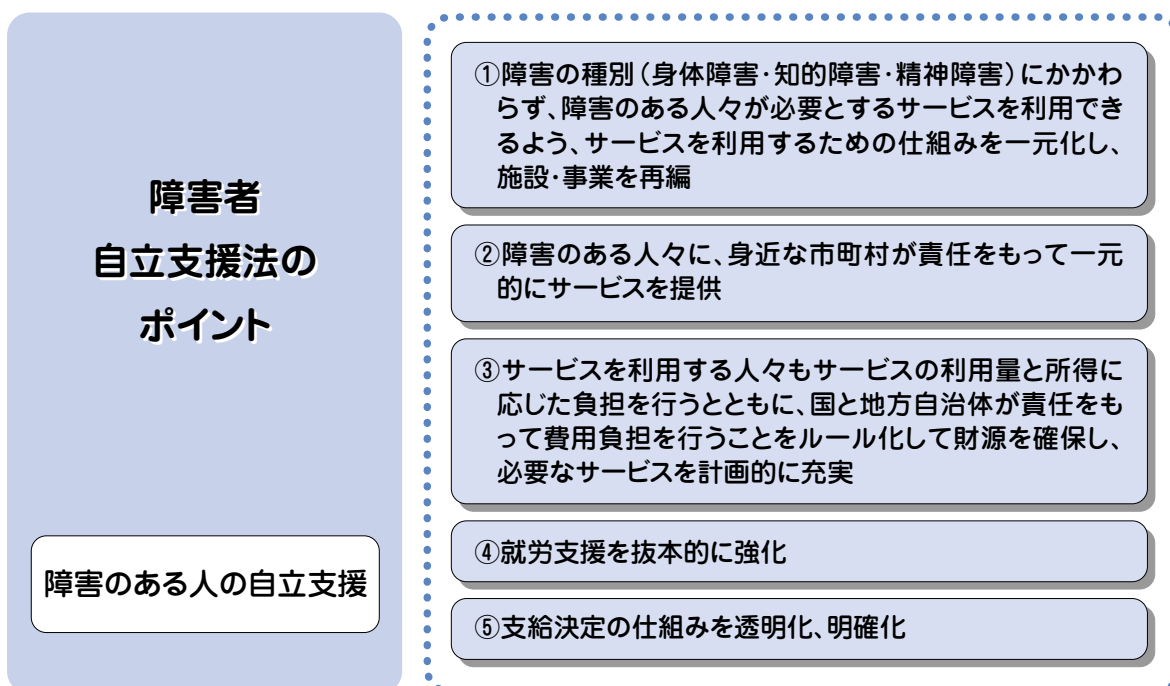 障害者
自立支援法の
ポイント
障害のある人の自立支援
①障害の種別(身体障害・知的障害・精神障害)にかかわ
らず、障害のある人々が必要とするサービスを利用でき
るよう、サービスを利用するための仕組みを一元化し、
施設・事業を再編
②障害のある人々に、身近な市町村が責任をもって一元
的にサービスを提供
③サービスを利用する人々もサービスの利用量と所得に
応じた負担を行うとともに、国と地方自治体が責任をも
って費用負担を行うことをルール化して財源を確保し、
必要なサービスを計画的に充実
④就労支援を抜本的に強化
⑤支給決定の仕組みを透明化、明確化